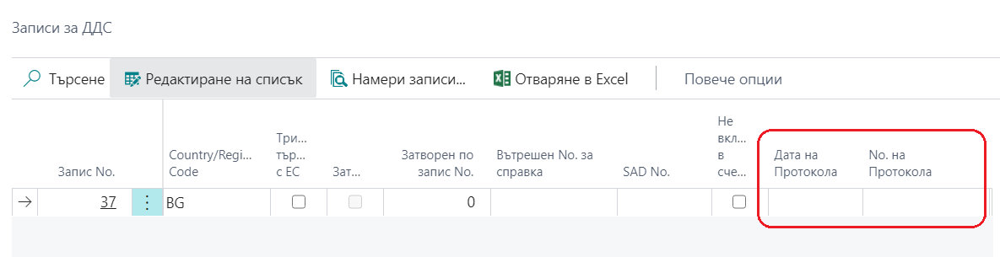 Записи за ДДС
Търсене Редактиране на списък Намери записи... Отваряне в Excel Повече опции
Запис No.
Country/Regi...
Code
Три...
тър...
с ЕС
Зат...
Затворен по
запис No.
Вътрешен No. за
справка
SAD No.
Не
вкл...
в
сче...
Дата на
Протокола
No. на
Протокола
37 BG 0